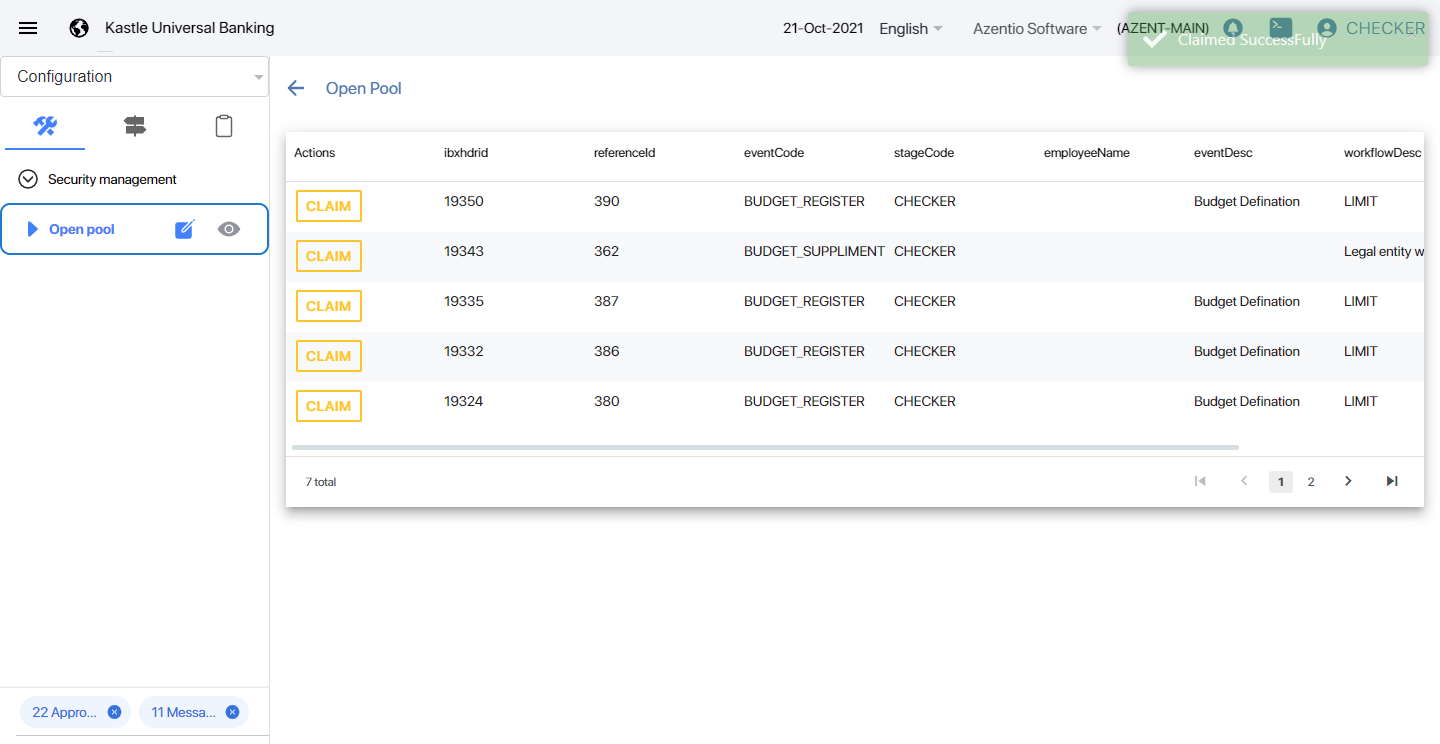 Kastle Universal Banking 21-Oct-2021 English Azentio Software (AZENT-MAIN) CHECKER
Claimed SuccessFully
Configuration
Open Pool
Security management
Open pool
Actions ibxhdrid referenceId eventCode stageCode employeeName eventDesc workflowDesc
CLAIM 19350 390 BUDGET_REGISTER CHECKER Budget Defination LIMIT
CLAIM 19343 362 BUDGET_SUPPLIMENT CHECKER Legal entity w
CLAIM 19335 387 BUDGET_REGISTER CHECKER Budget Defination LIMIT
CLAIM 19332 386 BUDGET_REGISTER CHECKER Budget Defination LIMIT
CLAIM 19324 380 BUDGET_REGISTER CHECKER Budget Defination LIMIT
7 total 1 2
22 Appro... 11 Messa...